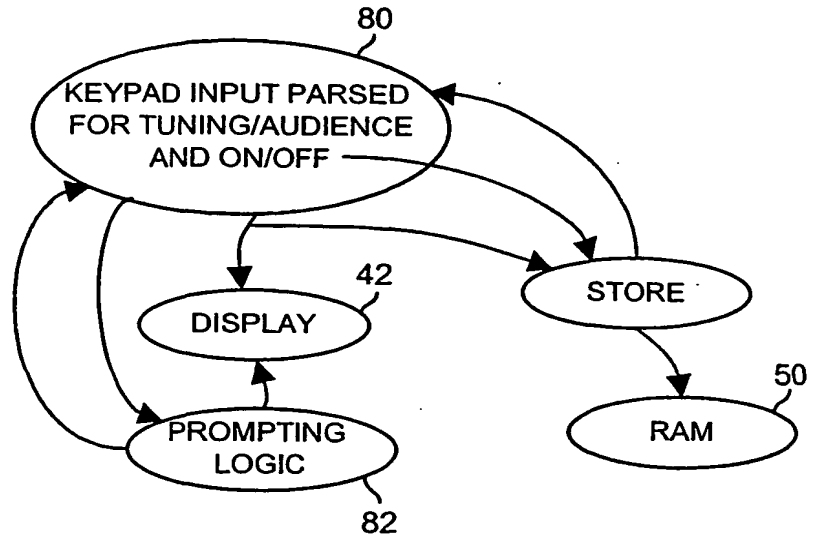 80
KEYPAD INPUT PARSED
FOR TUNING/AUDIENCE
AND ON/OFF
42
DISPLAY
STORE
50
RAM
PROMPTING
LOGIC
82